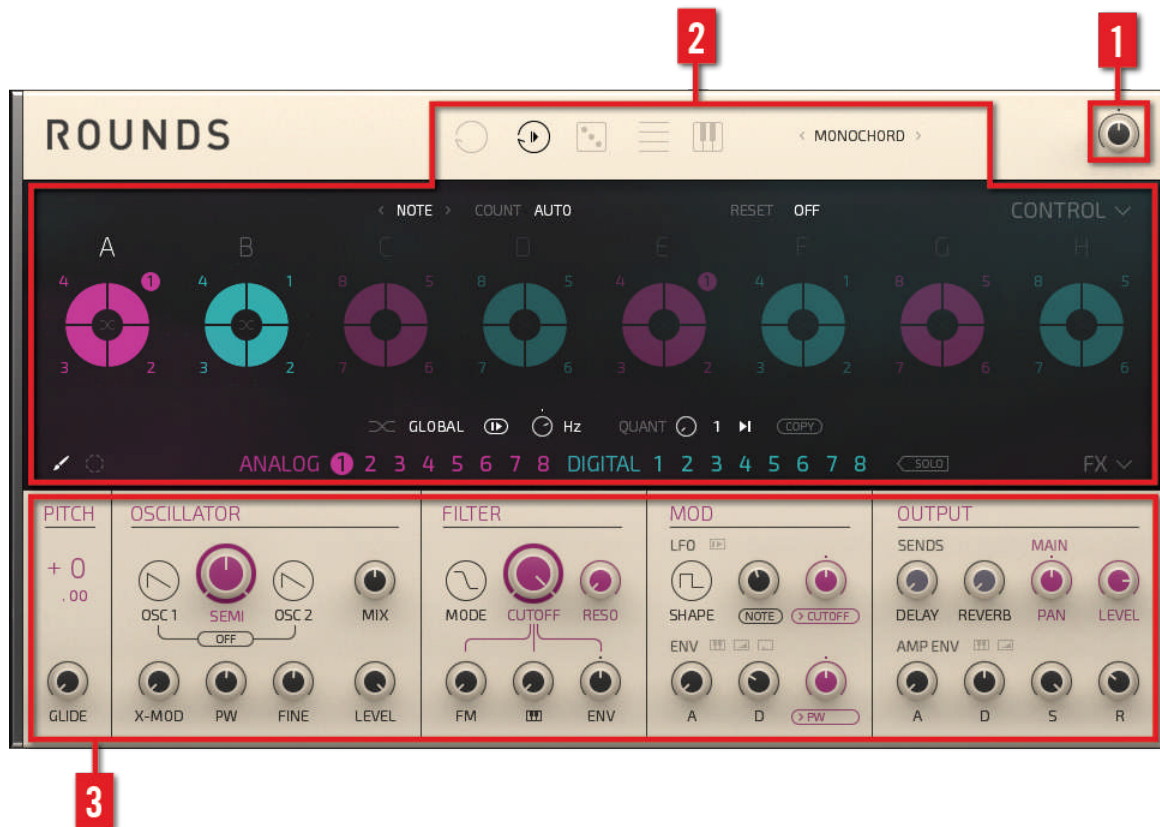 2
1
ROUNDS
< MONOCHORD >
< NOTE > COUNT AUTO RESET OFF CONTROL
A B C D E F G H
4 1 4 1 8 5 8 5 4 1 4 1 8 5 8 5
3 2 3 2 7 6 7 6 3 2 3 2 7 6 7 6
GLOBAL Hz QUANT 1 COPY
ANALOG 1 2 3 4 5 6 7 8 DIGITAL 1 2 3 4 5 6 7 8 SOLO FX
PITCH OSCILLATOR FILTER MOD OUTPUT
LFO SENDS MAIN
+ 0
.00
OSC 1 SEMI OSC 2 MIX MODE CUTOFF RESO SHAPE NOTE > CUTOFF DELAY REVERB PAN LEVEL
OFF
ENV AMP ENV
GLIDE X-MOD PW FINE LEVEL FM ENV A D > PW A D S R
3